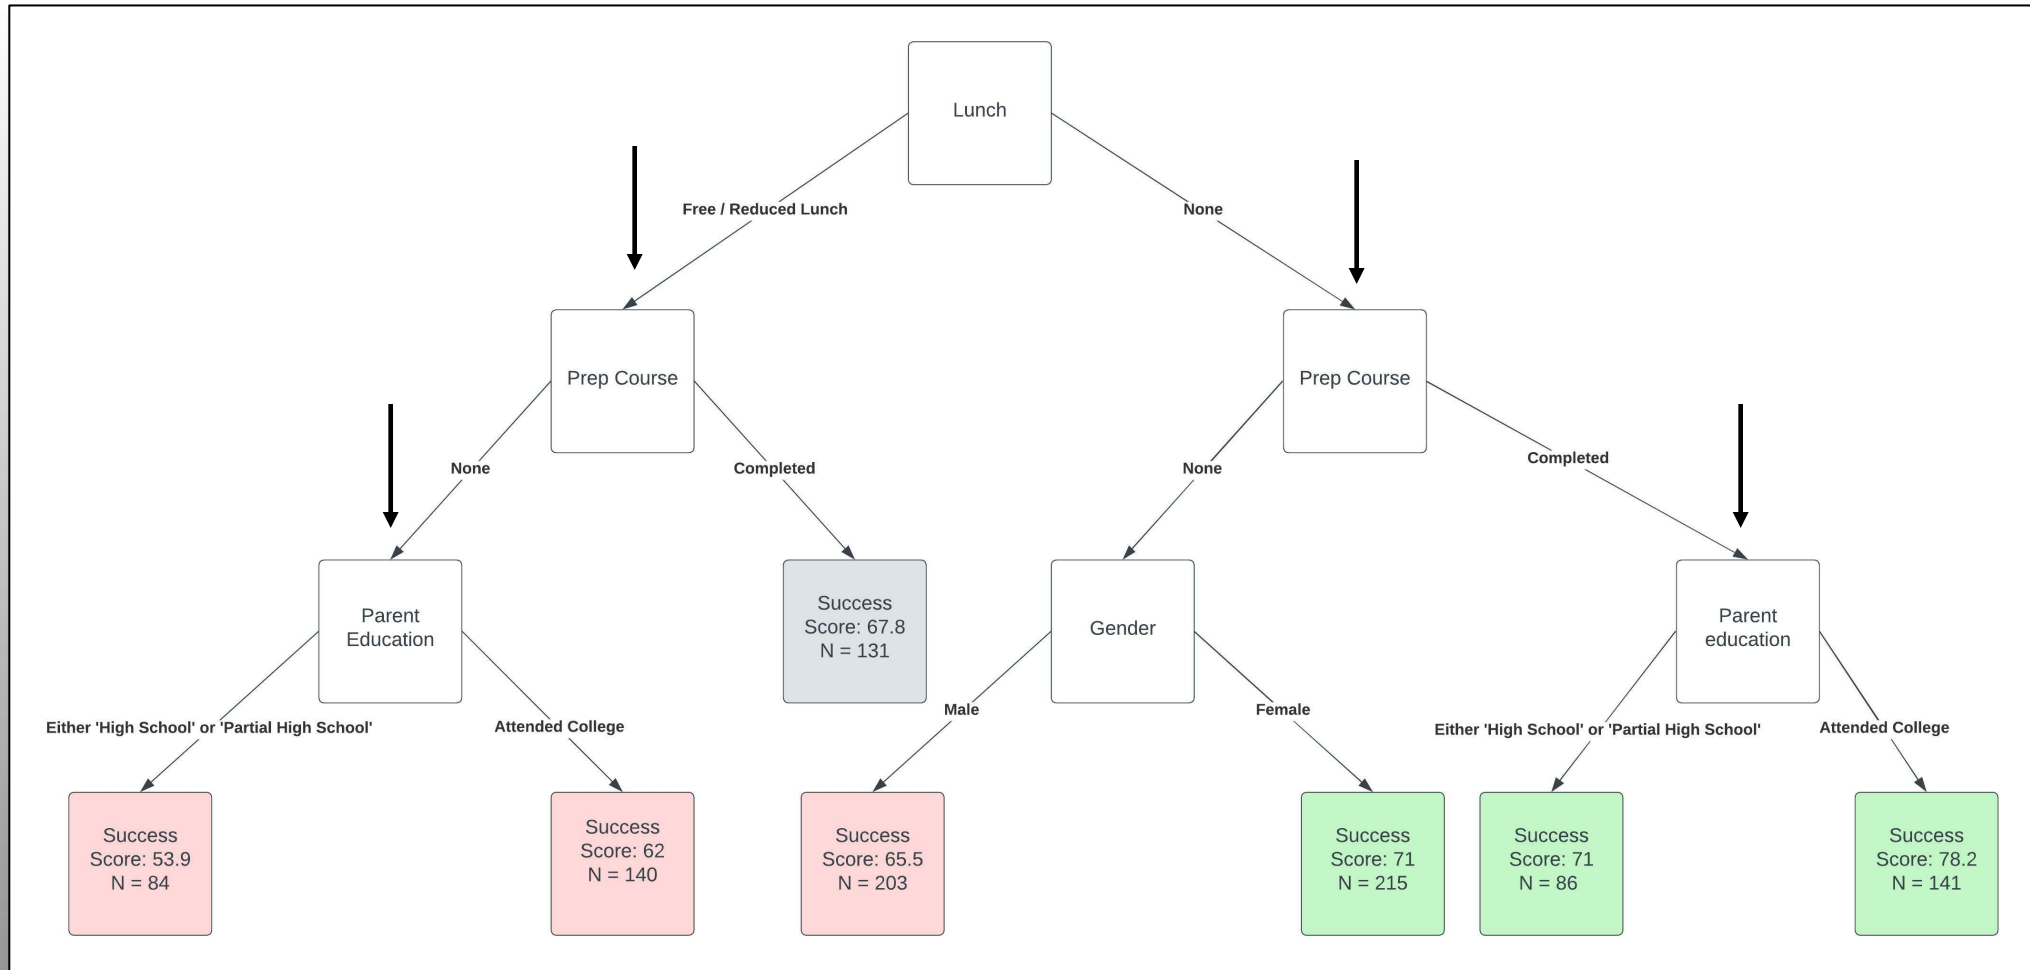 Lunch
Free / Reduced Lunch
None
Prep Course
Prep Course
None
Completed
None
Completed
Parent
Education
Success
Score: 67.8
N = 131
Gender
Parent
education
Either 'High School' or 'Partial High School'
Attended College
Male
Female
Either 'High School' or 'Partial High School'
Attended College
Success
Score: 53.9
N = 84
Success
Score: 62
N = 140
Success
Score: 65.5
N = 203
Success
Score: 71
N = 215
Success
Score: 71
N = 86
Success
Score: 78.2
N = 141